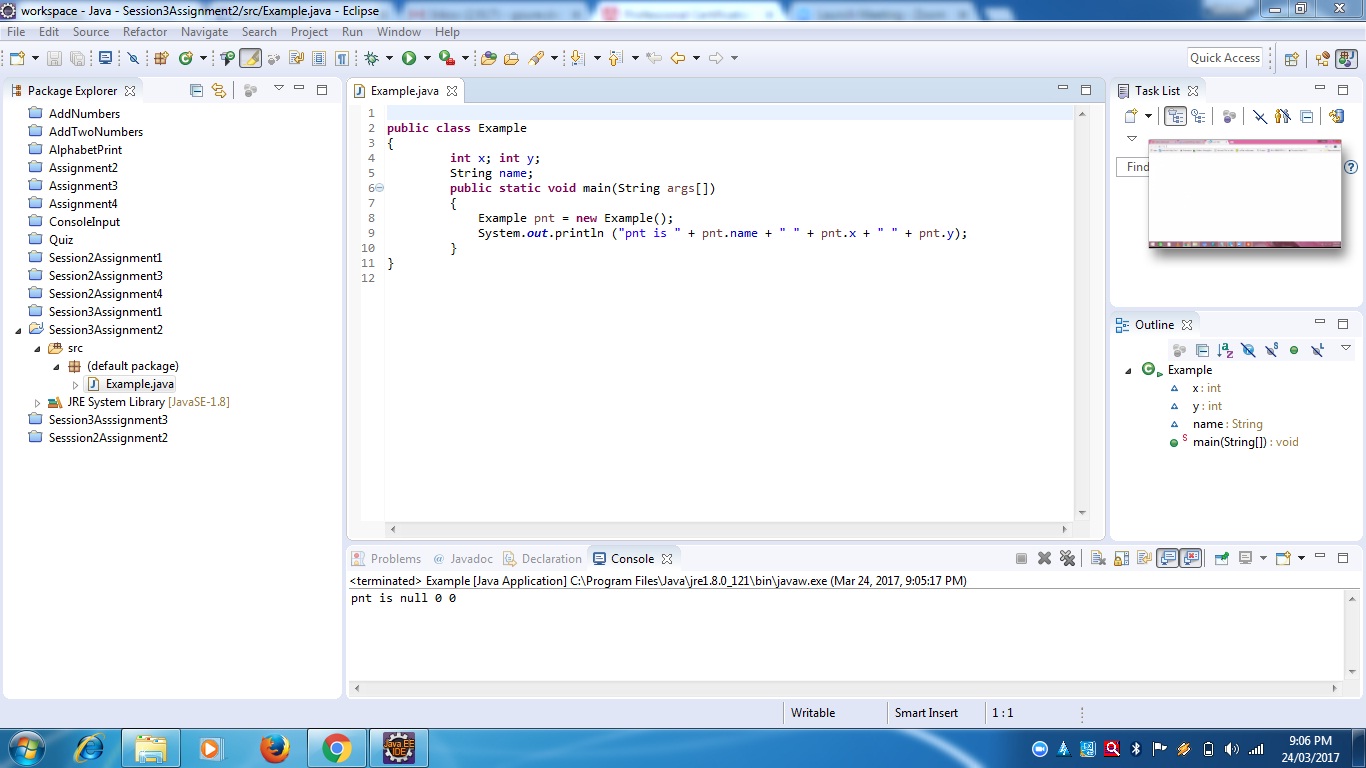 workspace - Java - Session3Assignment2/src/Example.java - Eclipse
File Edit Source Refactor Navigate Search Project Run Window Help
Quick Access
Package Explorer
AddNumbers
AddTwoNumbers
AlphabetPrint
Assignment2
Assignment3
Assignment4
ConsoleInput
Quiz
Session2Assignment1
Session2Assignment3
Session2Assignment4
Session3Assignment1
Session3Assignment2
src
(default package)
Example.java
JRE System Library [JavaSE-1.8]
Session3Asssignment3
Sesssion2Assignment2
Example.java
1
2 public class Example
3 {
4 int x; int y;
5 String name;
6 public static void main(String args[])
7 {
8 Example pnt = new Example();
9 System.out.println ("pnt is " + pnt.name + " " + pnt.x + " " + pnt.y);
10 }
11 }
12
Task List
Find
Outline
Example
x : int
y : int
name : String
main(String[]) : void
Problems @ Javadoc Declaration Console
<terminated> Example [Java Application] C:\Program Files\Java\jre1.8.0_121\bin\javaw.exe (Mar 24, 2017, 9:05:17 PM)
pnt is null 0 0
Writable Smart Insert 1 : 1
Java EE
IDE
9:06 PM
24/03/2017